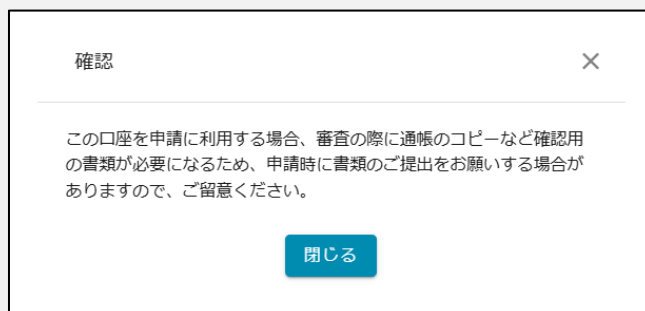 確認
この口座を申請に利用する場合、審査の際に通帳のコピーなど確認用
の書類が必要になるため、申請時に書類のご提出をお願いする場合が
ありますので、ご留意ください。
閉じる